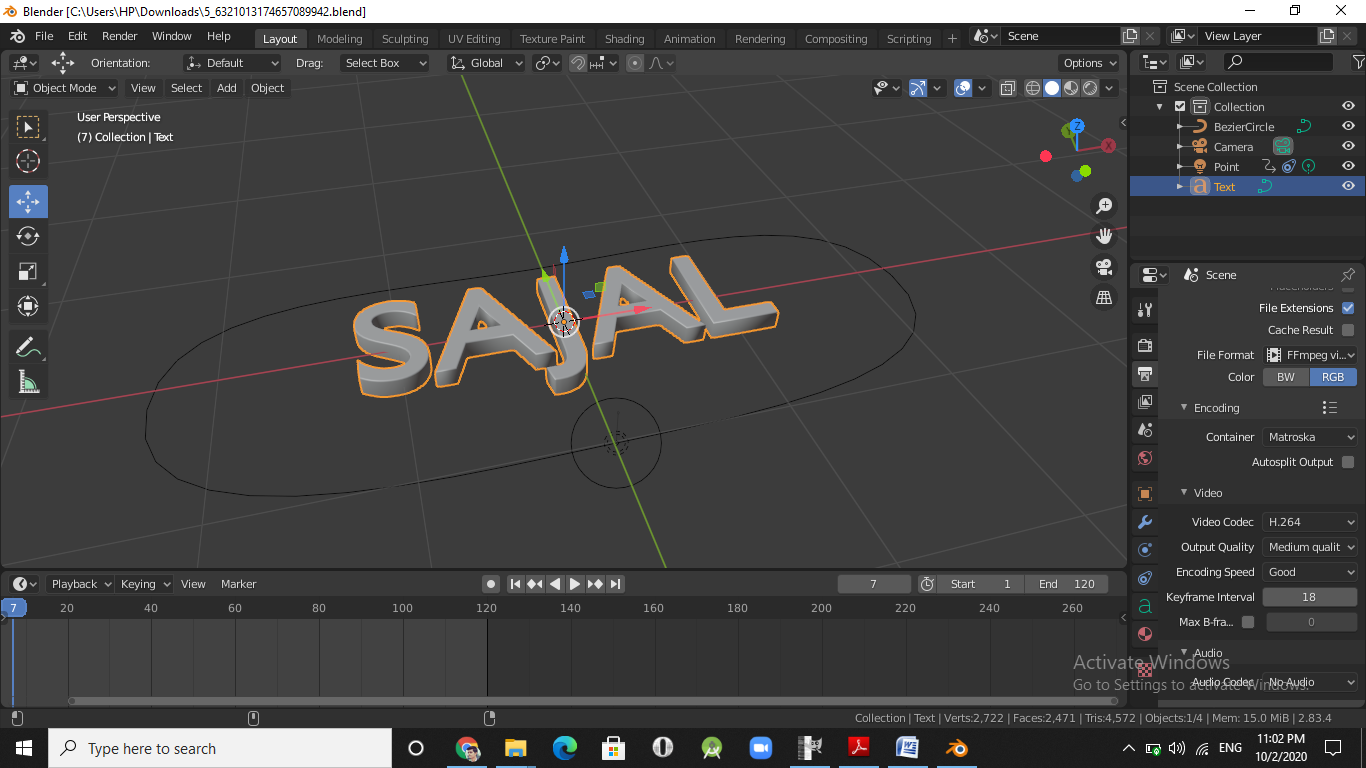 Blender [C:\Users\HP\Downloads\5_6321013174657089942.blend]
File Edit Render Window Help Layout Modeling Sculpting UV Editing Texture Paint Shading Animation Rendering Compositing Scripting + Scene View Layer
Orientation: Default Drag: Select Box Global Options
Object Mode View Select Add Object
User Perspective
(7) Collection | Text
Scene Collection
Collection
BezierCircle
Camera
Point
Text
Z
X
SAJAL
Scene
File Extensions
Cache Result
File Format FFmpeg vi...
Color BW RGB
Encoding
Container Matroska
Autosplit Output
Video
Video Codec H.264
Output Quality Medium qualit
Encoding Speed Good
Keyframe Interval 18
Max B-fra... 0
Audio
Audio Codec No Audio
Playback Keying View Marker 7 Start 1 End 120
7 20 40 60 80 100 120 140 160 180 200 220 240 260
Activate Windows
Go to Settings to activate Windows.
Collection | Text | Verts:2,722 | Faces:2,471 | Tris:4,572 | Objects:1/4 | Mem: 15.0 MiB | 2.83.4
Type here to search
ENG
11:02 PM
10/2/2020